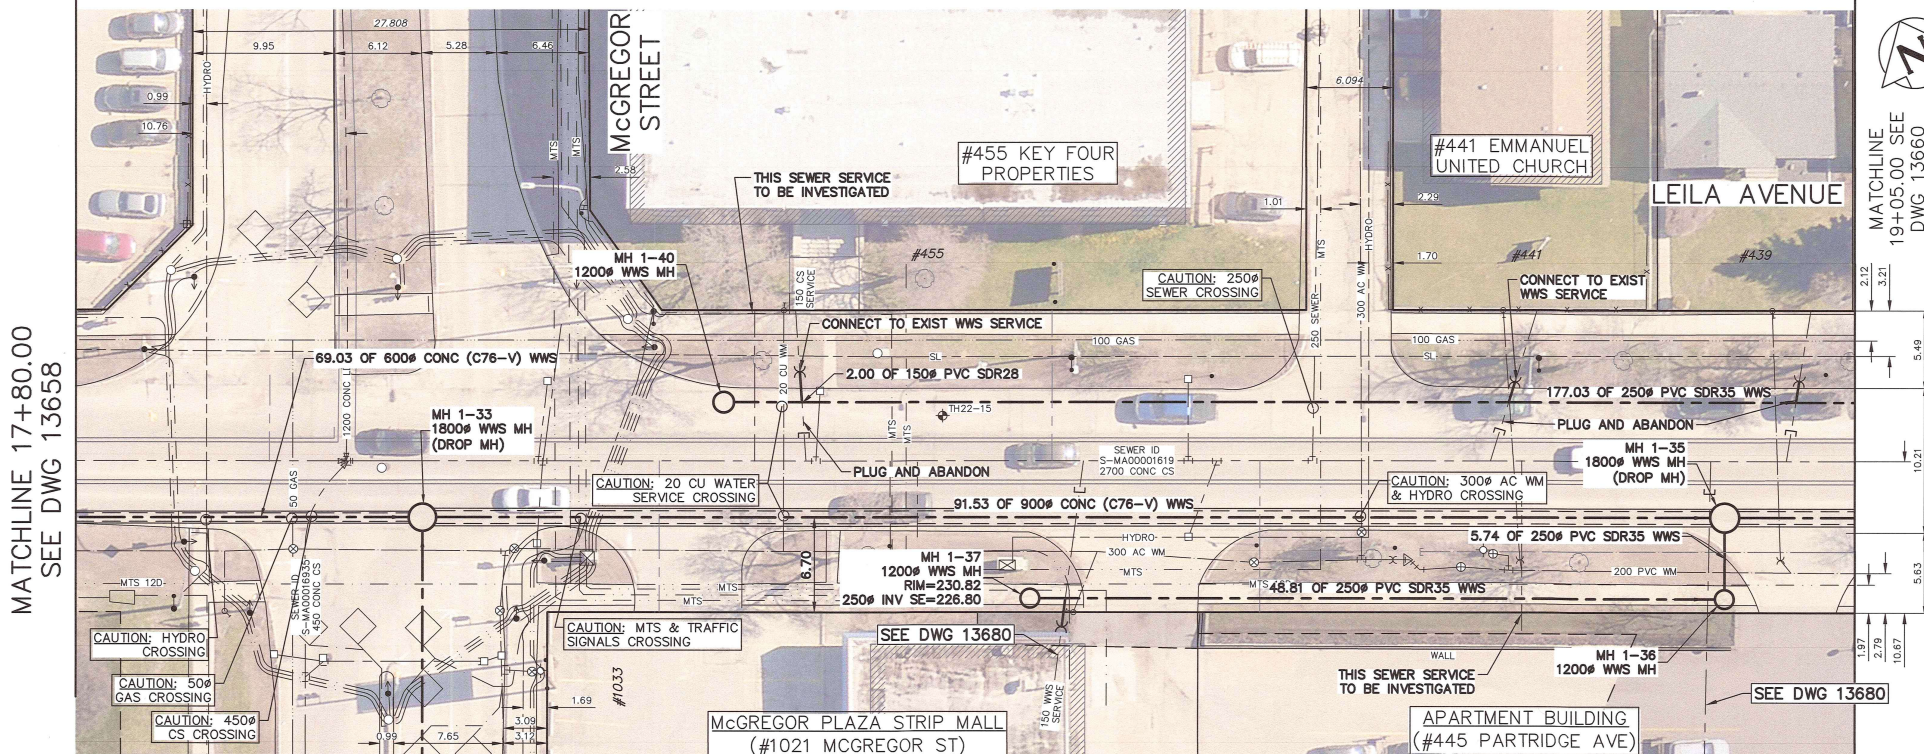 MATCHLINE 17+80.00
SEE DWG 13658
27.808
9.95
6.12
5.28
6.46
0.99
10.76
HYDRO
MTS
MTS
2.58
McGREGOR
STREET
THIS SEWER SERVICE
TO BE INVESTIGATED
#455 KEY FOUR
PROPERTIES
6.094
#441 EMMANUEL
UNITED CHURCH
LEILA AVENUE
MATCHLINE
19+05.00 SEE
DWG 13660
1.01
2.29
1.70
MTS
HYDRO
#455
#441
#439
MH 1-40
1200ø WWS MH
150 CS
SERVICE
CAUTION: 250ø
SEWER CROSSING
CONNECT TO EXIST
WWS SERVICE
2.12
3.21
250 SEWER
300 AC WM
CONNECT TO EXIST WWS SERVICE
69.03 OF 600ø CONC (C76-V) WWS
100 GAS
SL
100 GAS
SL
5.49
20 CU WM
2.00 OF 150ø PVC SDR28
177.03 OF 250ø PVC SDR35 WWS
MH 1-33
1800ø WWS MH
(DROP MH)
TH22-15
MTS
MTS
PLUG AND ABANDON
SEWER ID
S-MA00001619
2700 CONC CS
MH 1-35
1800ø WWS MH
(DROP MH)
10.21
50 GAS
PLUG AND ABANDON
CAUTION: 20 CU WATER
SERVICE CROSSING
CAUTION: 300ø AC WM
& HYDRO CROSSING
91.53 OF 900ø CONC (C76-V) WWS
HYDRO
300 AC WM
MTS
5.74 OF 250ø PVC SDR35 WWS
6.70
MH 1-37
1200ø WWS MH
RIM=230.82
250ø INV SE=226.80
MTS
48.81 OF 250ø PVC SDR35 WWS
200 PVC WM
5.63
MTS 12D
SEWER ID
S-MA00016935
450 CONC CS
MTS
MTS
CAUTION: HYDRO
CROSSING
CAUTION: MTS & TRAFFIC
SIGNALS CROSSING
SEE DWG 13680
WALL
MH 1-36
1200ø WWS MH
1.97
2.79
10.67
CAUTION: 50ø
GAS CROSSING
THIS SEWER SERVICE
TO BE INVESTIGATED
SEE DWG 13680
CAUTION: 450ø
CS CROSSING
#1033
1.69
3.09
0.99
7.65
3.12
150 WWS
SERVICE
McGREGOR PLAZA STRIP MALL
(#1021 MCGREGOR ST)
APARTMENT BUILDING
(#445 PARTRIDGE AVE)